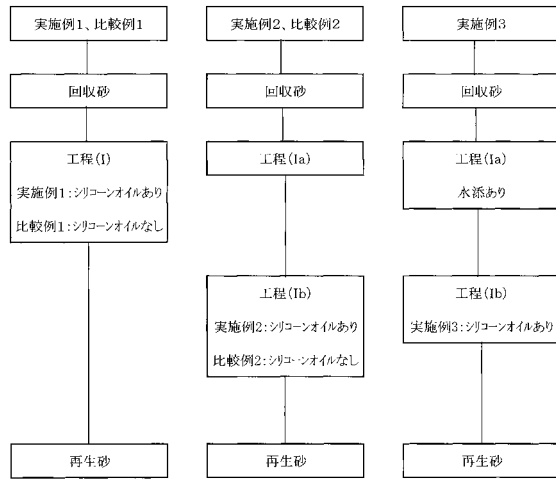 実施例1、比較例1
回収砂
工程(I)
実施例1:シリコーンオイルあり
比較例1:シリコーンオイルなし
再生砂
実施例2、比較例2
回収砂
工程(Ia)
工程(Ib)
実施例2:シリコーンオイルあり
比較例2:シリコーンオイルなし
再生砂
実施例3
回収砂
工程(Ia)
水添あり
工程(Ib)
実施例3:シリコーンオイルあり
再生砂